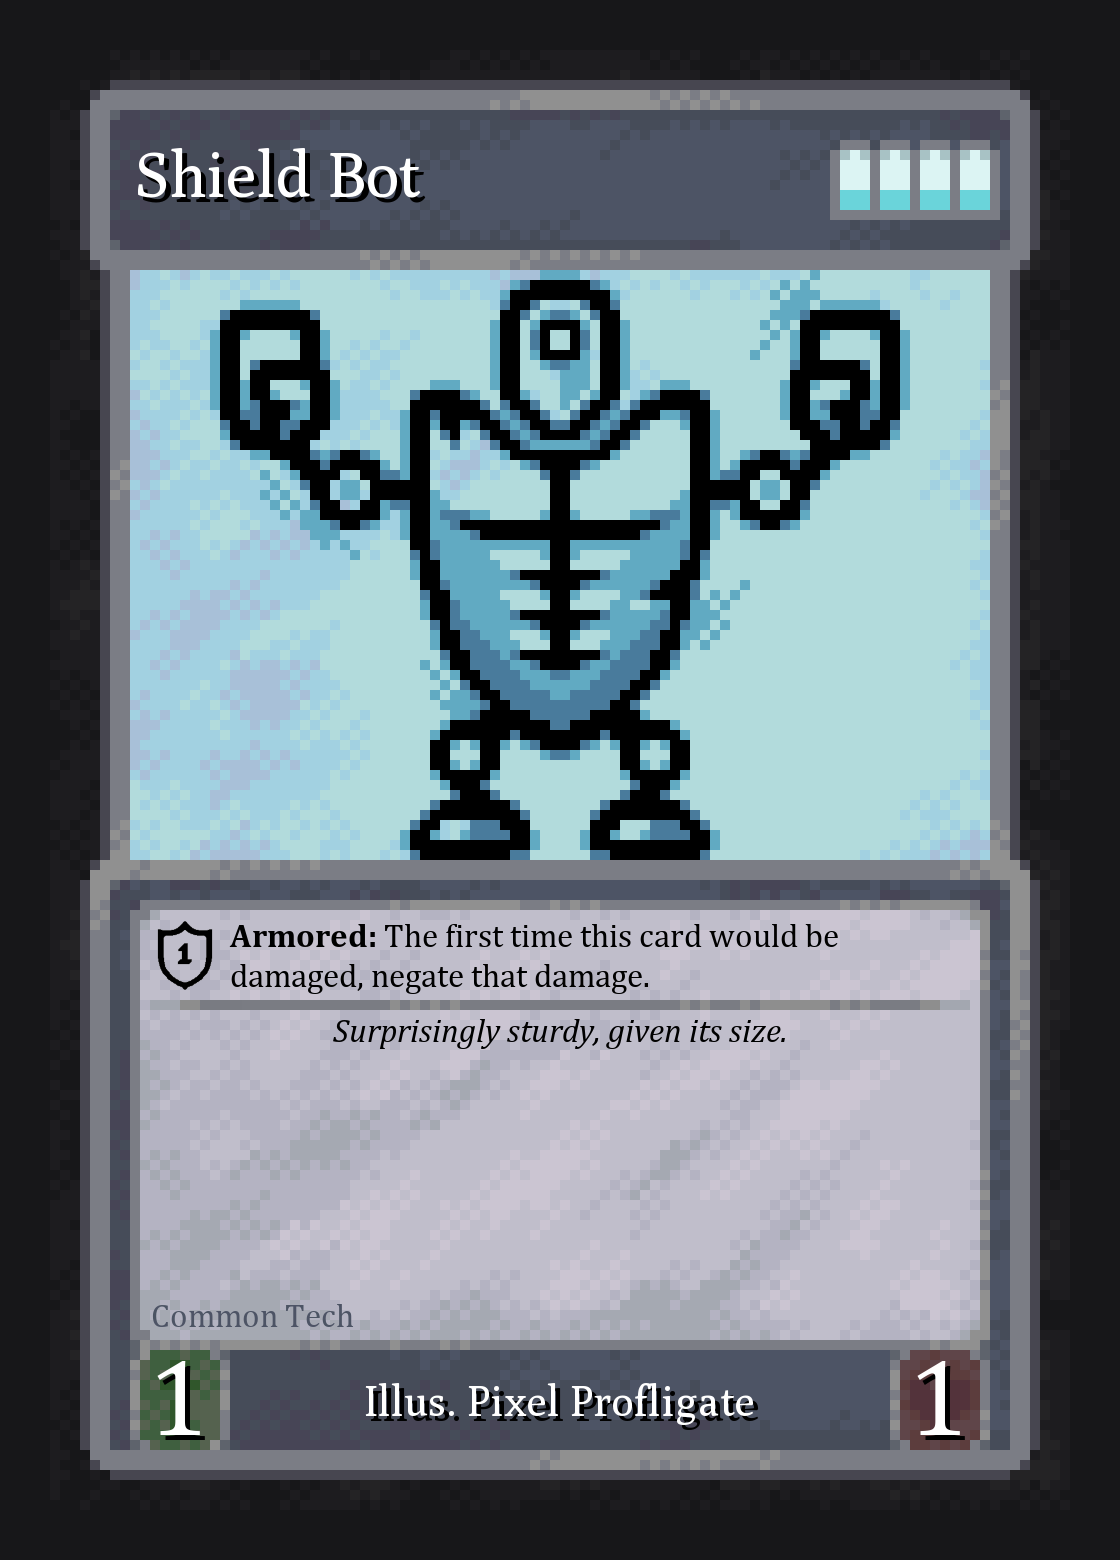 Shield Bot
1
Armored: The first time this card would be
damaged, negate that damage.
Surprisingly sturdy, given its size.
Common Tech
1 Illus. Pixel Profligate 1